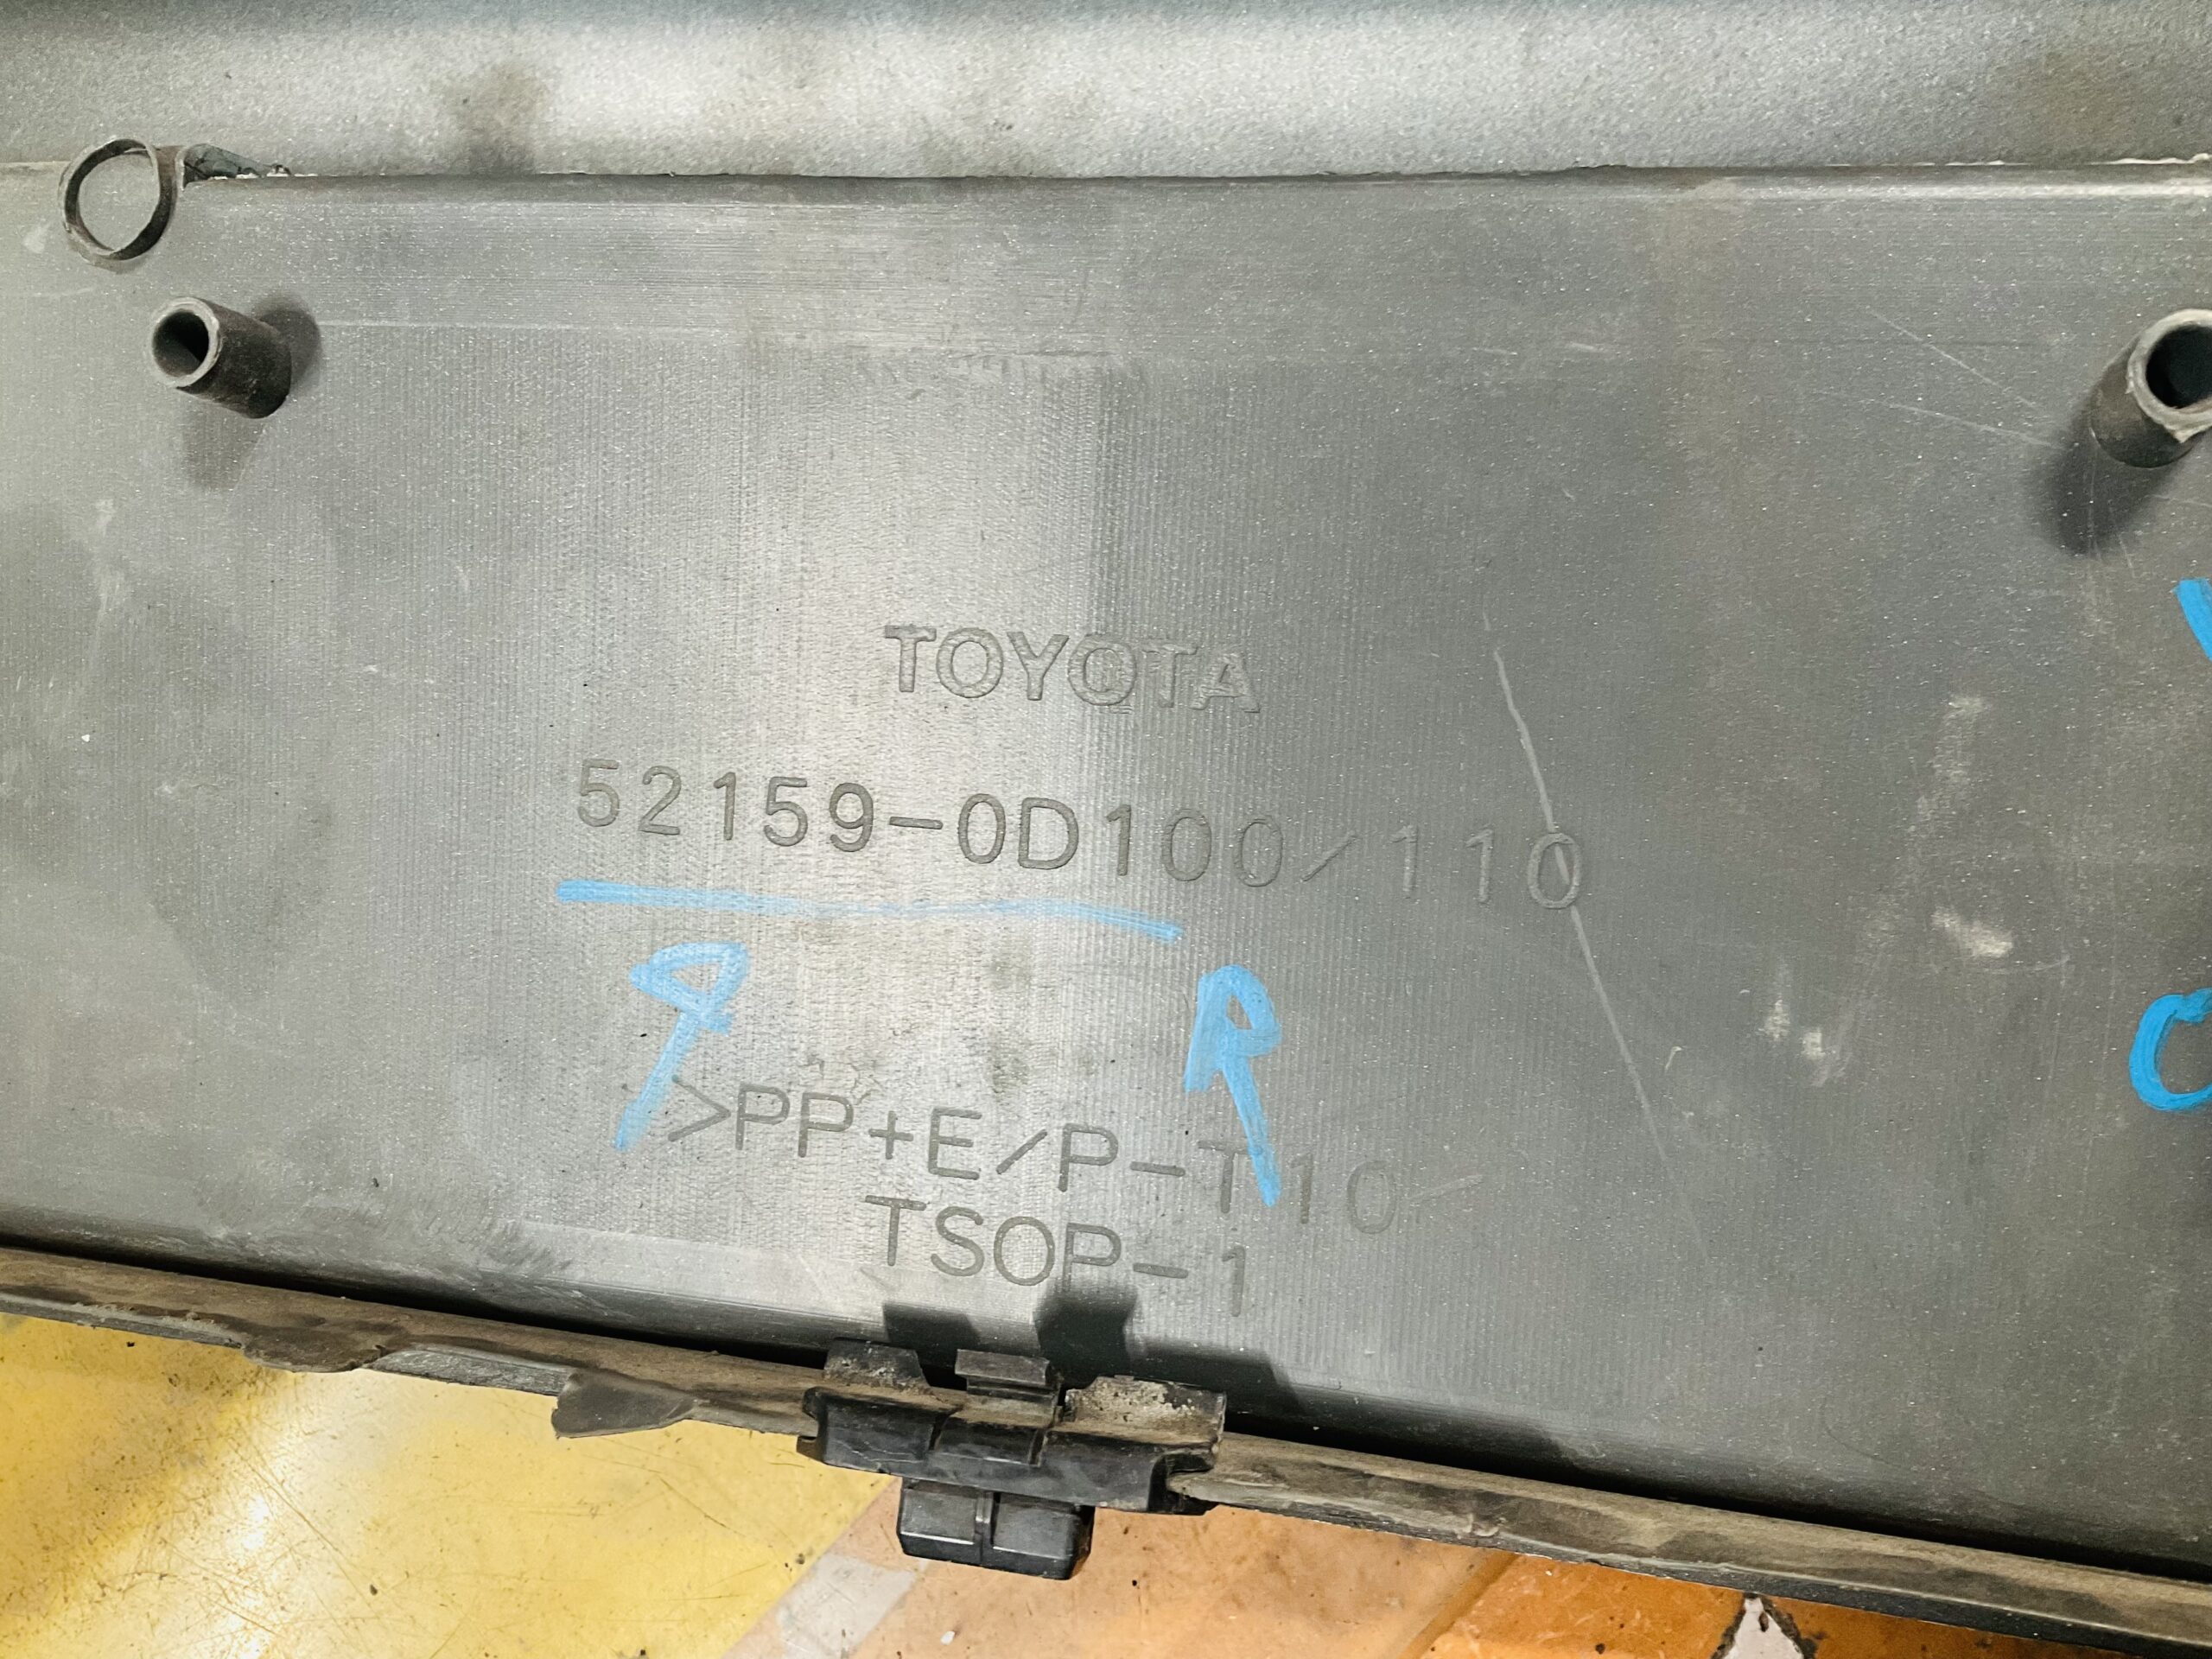 TOYOTA
52159-0D100/110
R
>PP+E/P-T10
TSOP-1